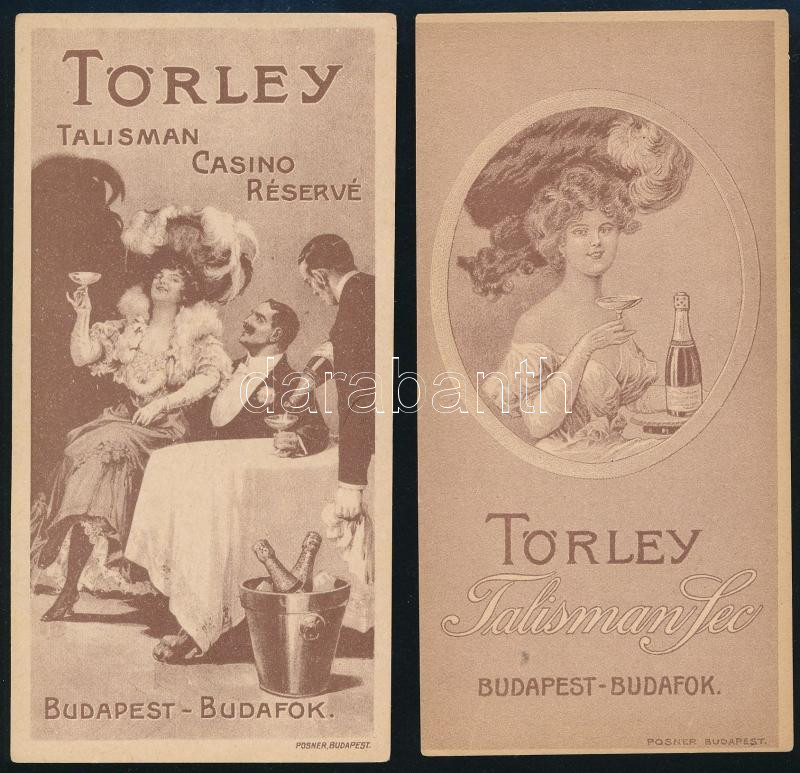 TÖRLEY
TALISMAN
CASINO
RÉSERVÉ
BUDAPEST - BUDAFOK.
POSNER, BUDAPEST.
TÖRLEY
Talisman Sec
BUDAPEST - BUDAFOK.
POSNER BUDAPEST.
darabanth